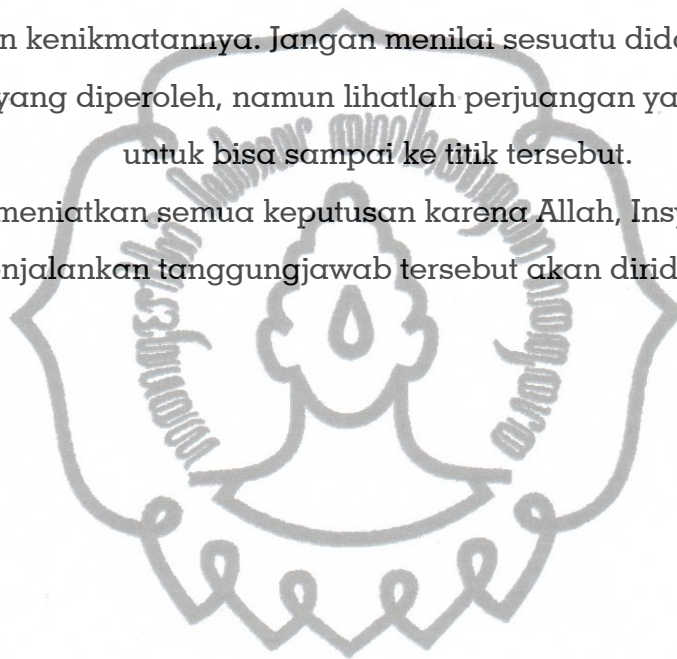 n kenikmatannya. Jangan menilai sesuatu did
yang diperoleh, namun lihatlah perjuangan ya
untuk bisa sampai ke titik tersebut.
meniatkan semua keputusan karena Allah, Ins
njalankan tanggungjawab tersebut akan dirid